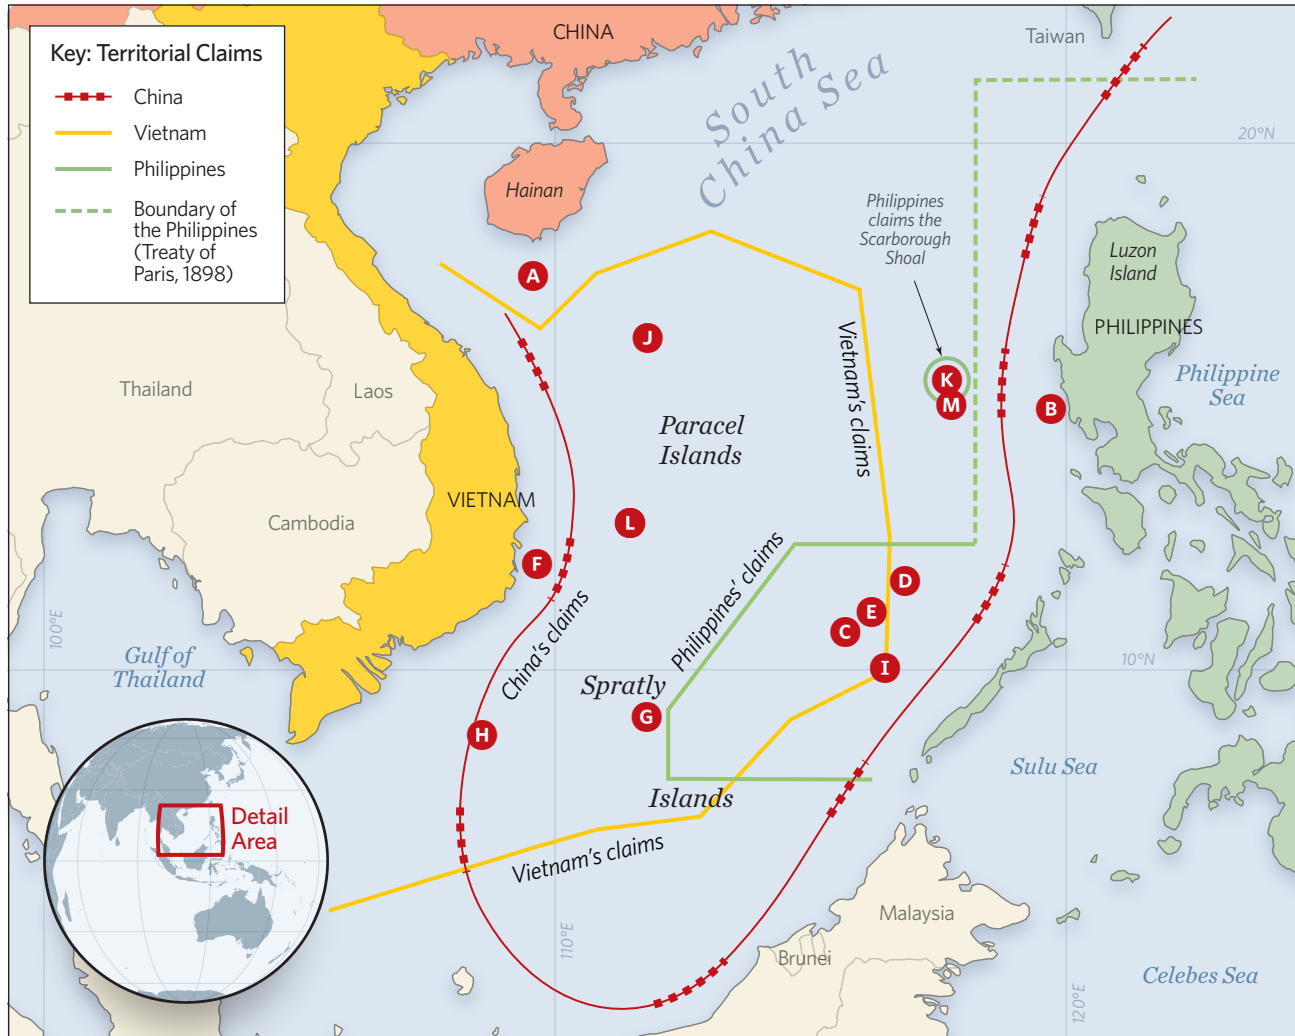 Key: Territorial Claims
China
Vietnam
Philippines
Boundary of
the Philippines
(Treaty of
Paris, 1898)
CHINA
Taiwan
South
China Sea
20°N
Hainan
Philippines
claims the
Scarborough
Shoal
Luzon
Island
PHILIPPINES
A
J
K
M
B
Vietnam's claims
Philippine
Sea
Thailand
Laos
Paracel
Islands
VIETNAM
Cambodia
L
F
D
E
C
I
Philippines' claims
China's claims
100°E
Gulf of
Thailand
10°N
Spratly
G
H
Islands
Sulu Sea
Detail
Area
Vietnam's claims
Malaysia
Brunei
110°E
120°E
Celebes Sea